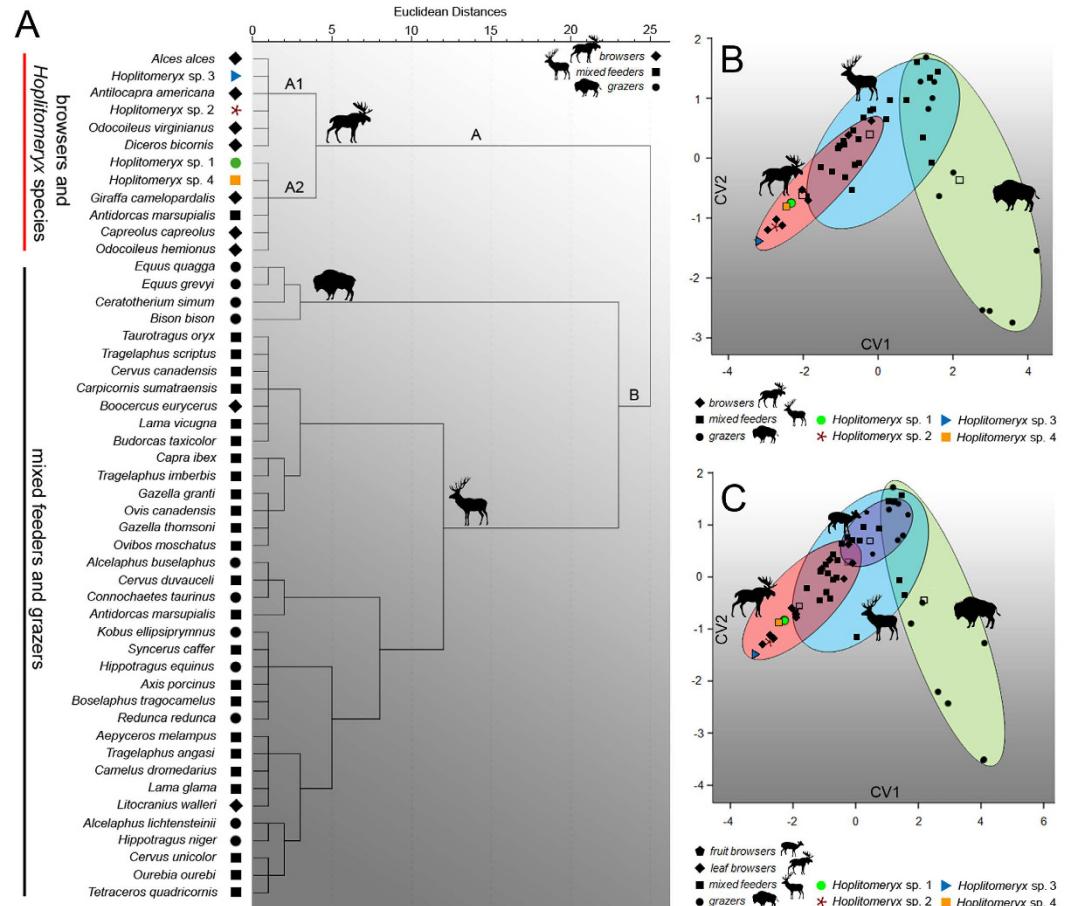 A
Euclidean Distances
0 5 10 15 20 25
browsers
mixed feeders
grazers
browsers and
Hoplitomeryx species
mixed feeders and grazers
Alces alces
Hoplitomeryx sp. 3
Antilocapra americana
Hoplitomeryx sp. 2
Odocoileus virginianus
Diceros bicornis
Hoplitomeryx sp. 1
Hoplitomeryx sp. 4
Giraffa camelopardalis
Antidorcas marsupialis
Capreolus capreolus
Odocoileus hemionus
Equus quagga
Equus grevyi
Ceratotherium simum
Bison bison
Taurotragus oryx
Tragelaphus scriptus
Cervus canadensis
Carpicornis sumatraensis
Boocercus eurycerus
Lama vicugna
Budorcas taxicolor
Capra ibex
Tragelaphus imberbis
Gazella granti
Ovis canadensis
Gazella thomsoni
Ovibos moschatus
Alcelaphus buselaphus
Cervus duvauceli
Connochaetes taurinus
Antidorcas marsupialis
Kobus ellipsiprymnus
Syncerus caffer
Hippotragus equinus
Axis porcinus
Boselaphus tragocamelus
Redunca redunca
Aepyceros melampus
Tragelaphus angasi
Camelus dromedarius
Lama glama
Litocranius walleri
Alcelaphus lichtensteinii
Hippotragus niger
Cervus unicolor
Ourebia ourebi
Tetraceros quadricornis
A1
A
A2
B
B
2
1
0
-1
-2
-3
CV2
CV1
-4 -2 0 2 4
browsers
mixed feeders
grazers
Hoplitomeryx sp. 1
Hoplitomeryx sp. 2
Hoplitomeryx sp. 3
Hoplitomeryx sp. 4
C
2
1
0
-1
-2
-3
-4
CV2
CV1
-4 -2 0 2 4 6
fruit browsers
leaf browsers
mixed feeders
grazers
Hoplitomeryx sp. 1
Hoplitomeryx sp. 2
Hoplitomeryx sp. 3
Hoplitomeryx sp. 4